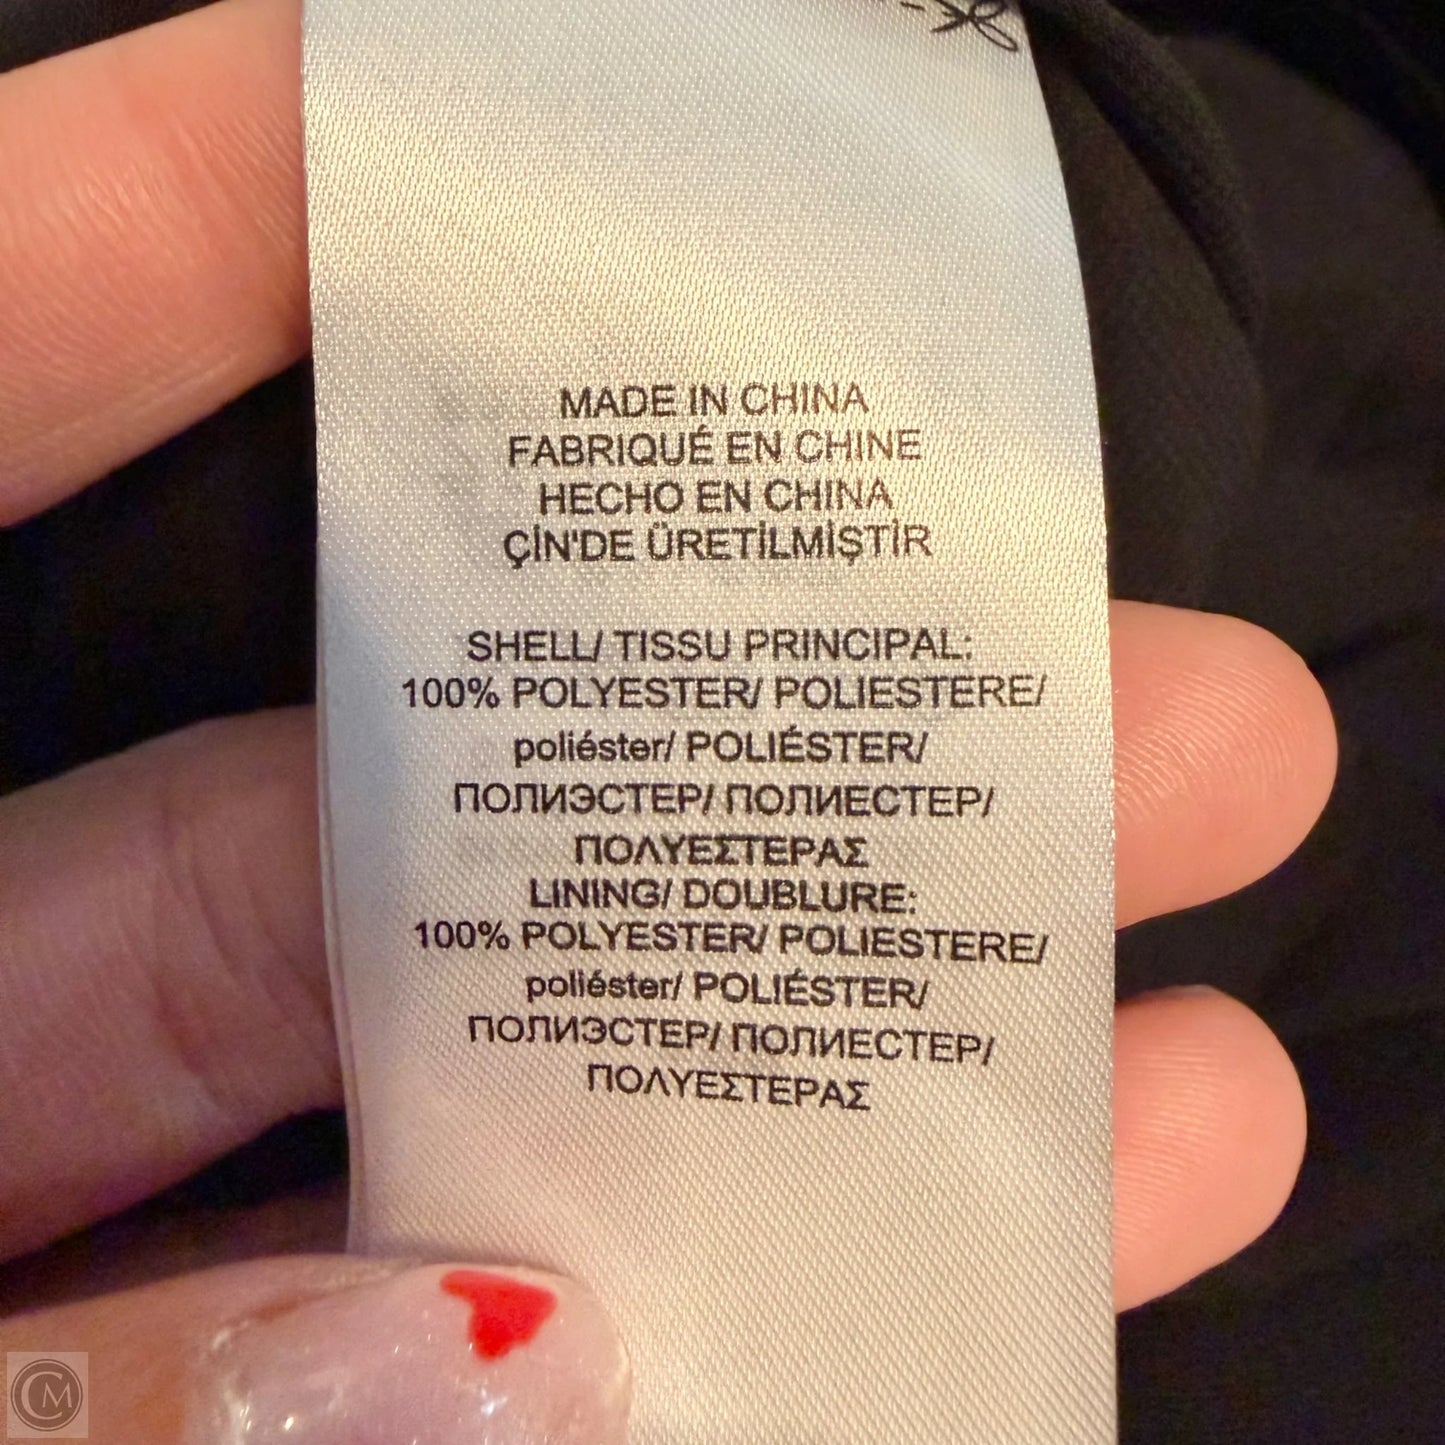 MADE IN CHINA
FABRIQUÉ EN CHINE
HECHO EN CHINA
ÇİN'DE ÜRETİLMİŞTİR
SHELL/ TISSU PRINCIPAL:
100% POLYESTER/ POLIESTERE/
poliéster/ POLIÉSTER/
ПОЛИЭСТЕР/ ПОЛИЕСТЕР/
ΠΟΛΥΕΣΤΕΡΑΣ
LINING/ DOUBLURE:
100% POLYESTER/ POLIESTERE/
poliéster/ POLIÉSTER/
ПОЛИЭСТЕР/ ПОЛИЕСТЕР/
ΠΟΛΥΕΣΤΕΡΑΣ
CM